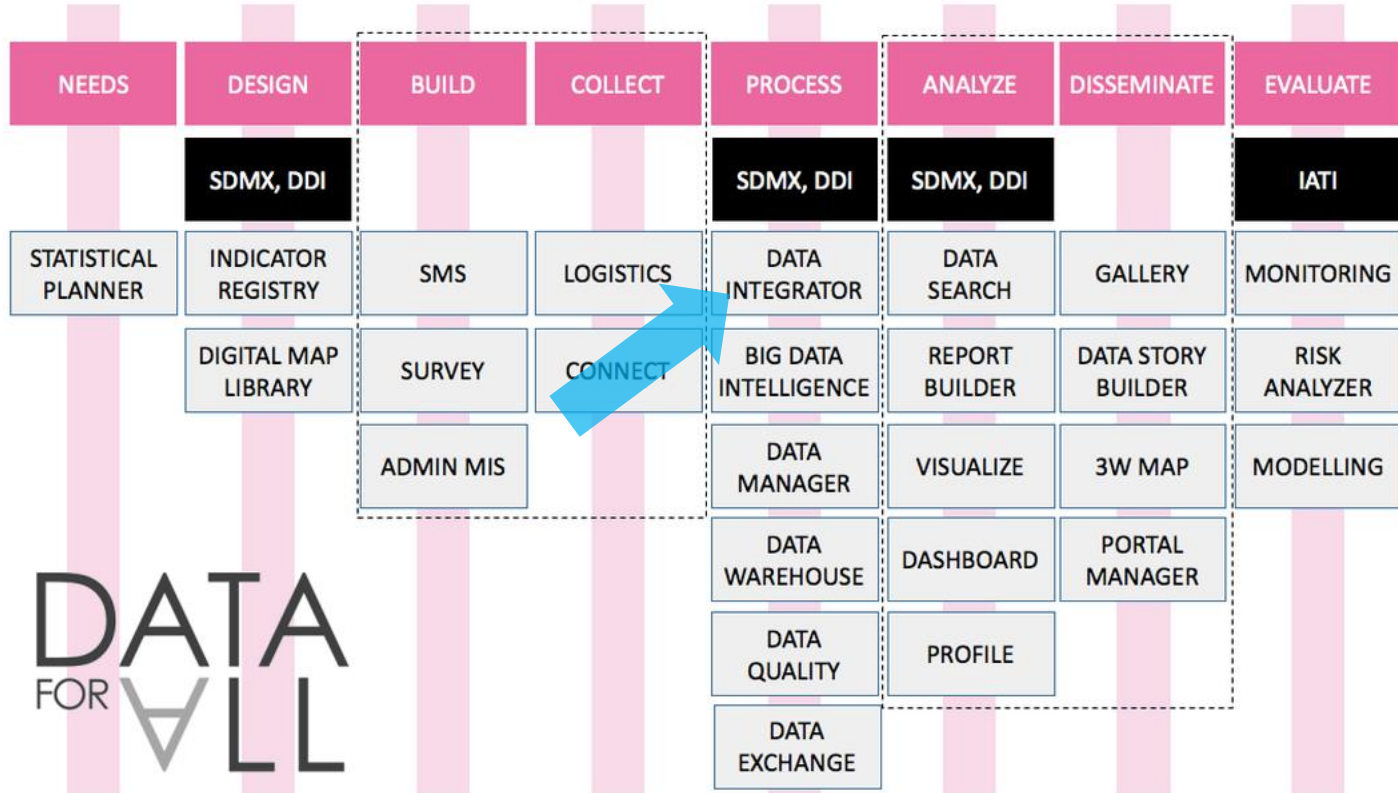 NEEDS
DESIGN
BUILD
COLLECT
PROCESS
ANALYZE
DISSEMINATE
EVALUATE
SDMX, DDI
SDMX, DDI
SDMX, DDI
IATI
STATISTICAL
PLANNER
INDICATOR
REGISTRY
SMS
LOGISTICS
DATA
INTEGRATOR
DATA
SEARCH
GALLERY
MONITORING
DIGITAL MAP
LIBRARY
SURVEY
CONNECT
BIG DATA
INTELLIGENCE
REPORT
BUILDER
DATA STORY
BUILDER
RISK
ANALYZER
ADMIN MIS
DATA
MANAGER
VISUALIZE
3W MAP
MODELLING
DATA
WAREHOUSE
DASHBOARD
PORTAL
MANAGER
DATA
QUALITY
PROFILE
DATA
EXCHANGE
DATA
FOR ALL